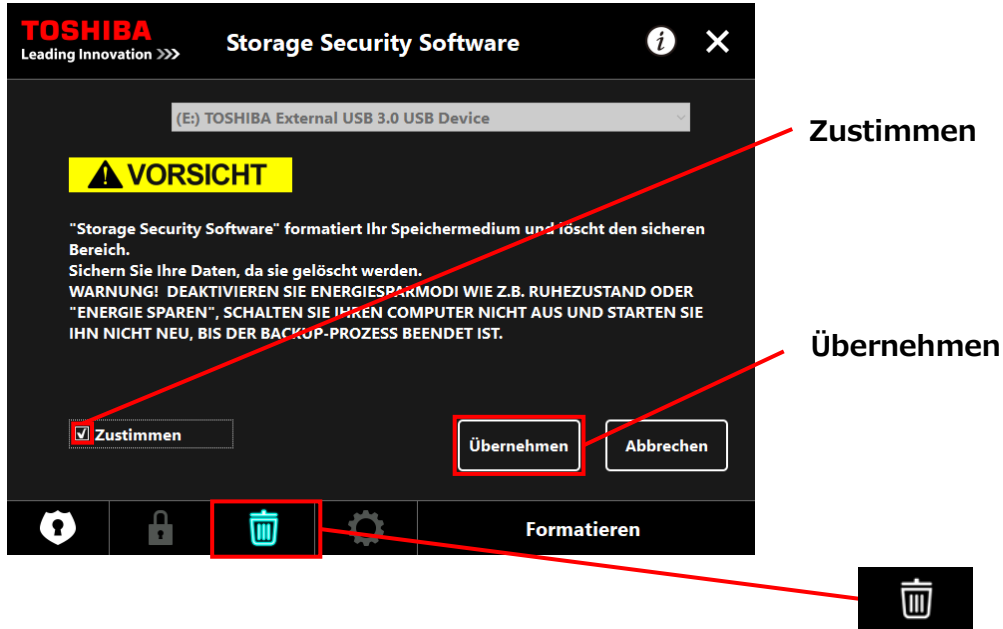 TOSHIBA
Leading Innovation >>>
Storage Security Software
(E:) TOSHIBA External USB 3.0 USB Device
Zustimmen
VORSICHT
"Storage Security Software" formatiert Ihr Speichermedium und löscht den sicheren
Bereich.
Sichern Sie Ihre Daten, da sie gelöscht werden.
WARNUNG! DEAKTIVIEREN SIE ENERGIESPARMODI WIE Z.B. RUHEZUSTAND ODER
"ENERGIE SPAREN", SCHALTEN SIE IHREN COMPUTER NICHT AUS UND STARTEN SIE
IHN NICHT NEU, BIS DER BACKUP-PROZESS BEENDET IST.
Übernehmen
Zustimmen
Übernehmen
Abbrechen
Formatieren